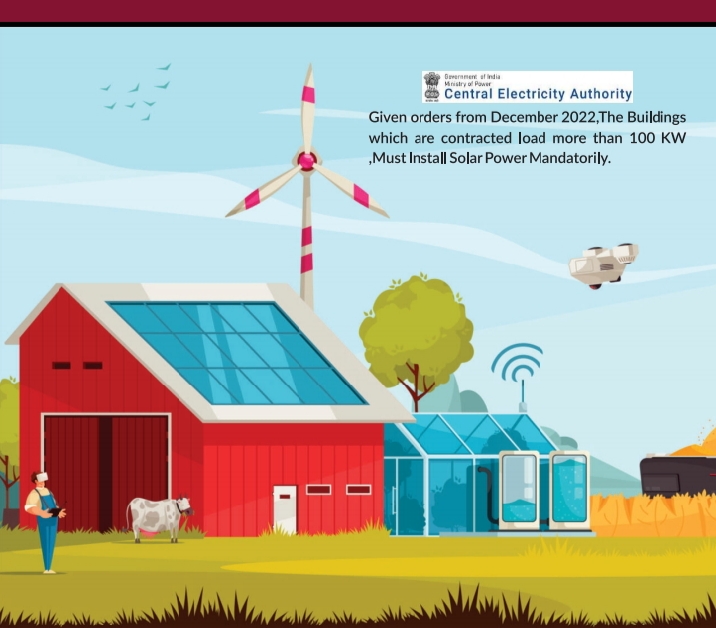 Government of India
Ministry of Power
Central Electricity Authority
Given orders from December 2022,The Buildings
which are contracted load more than 100 KW
,Must Install Solar Power Mandatorily.